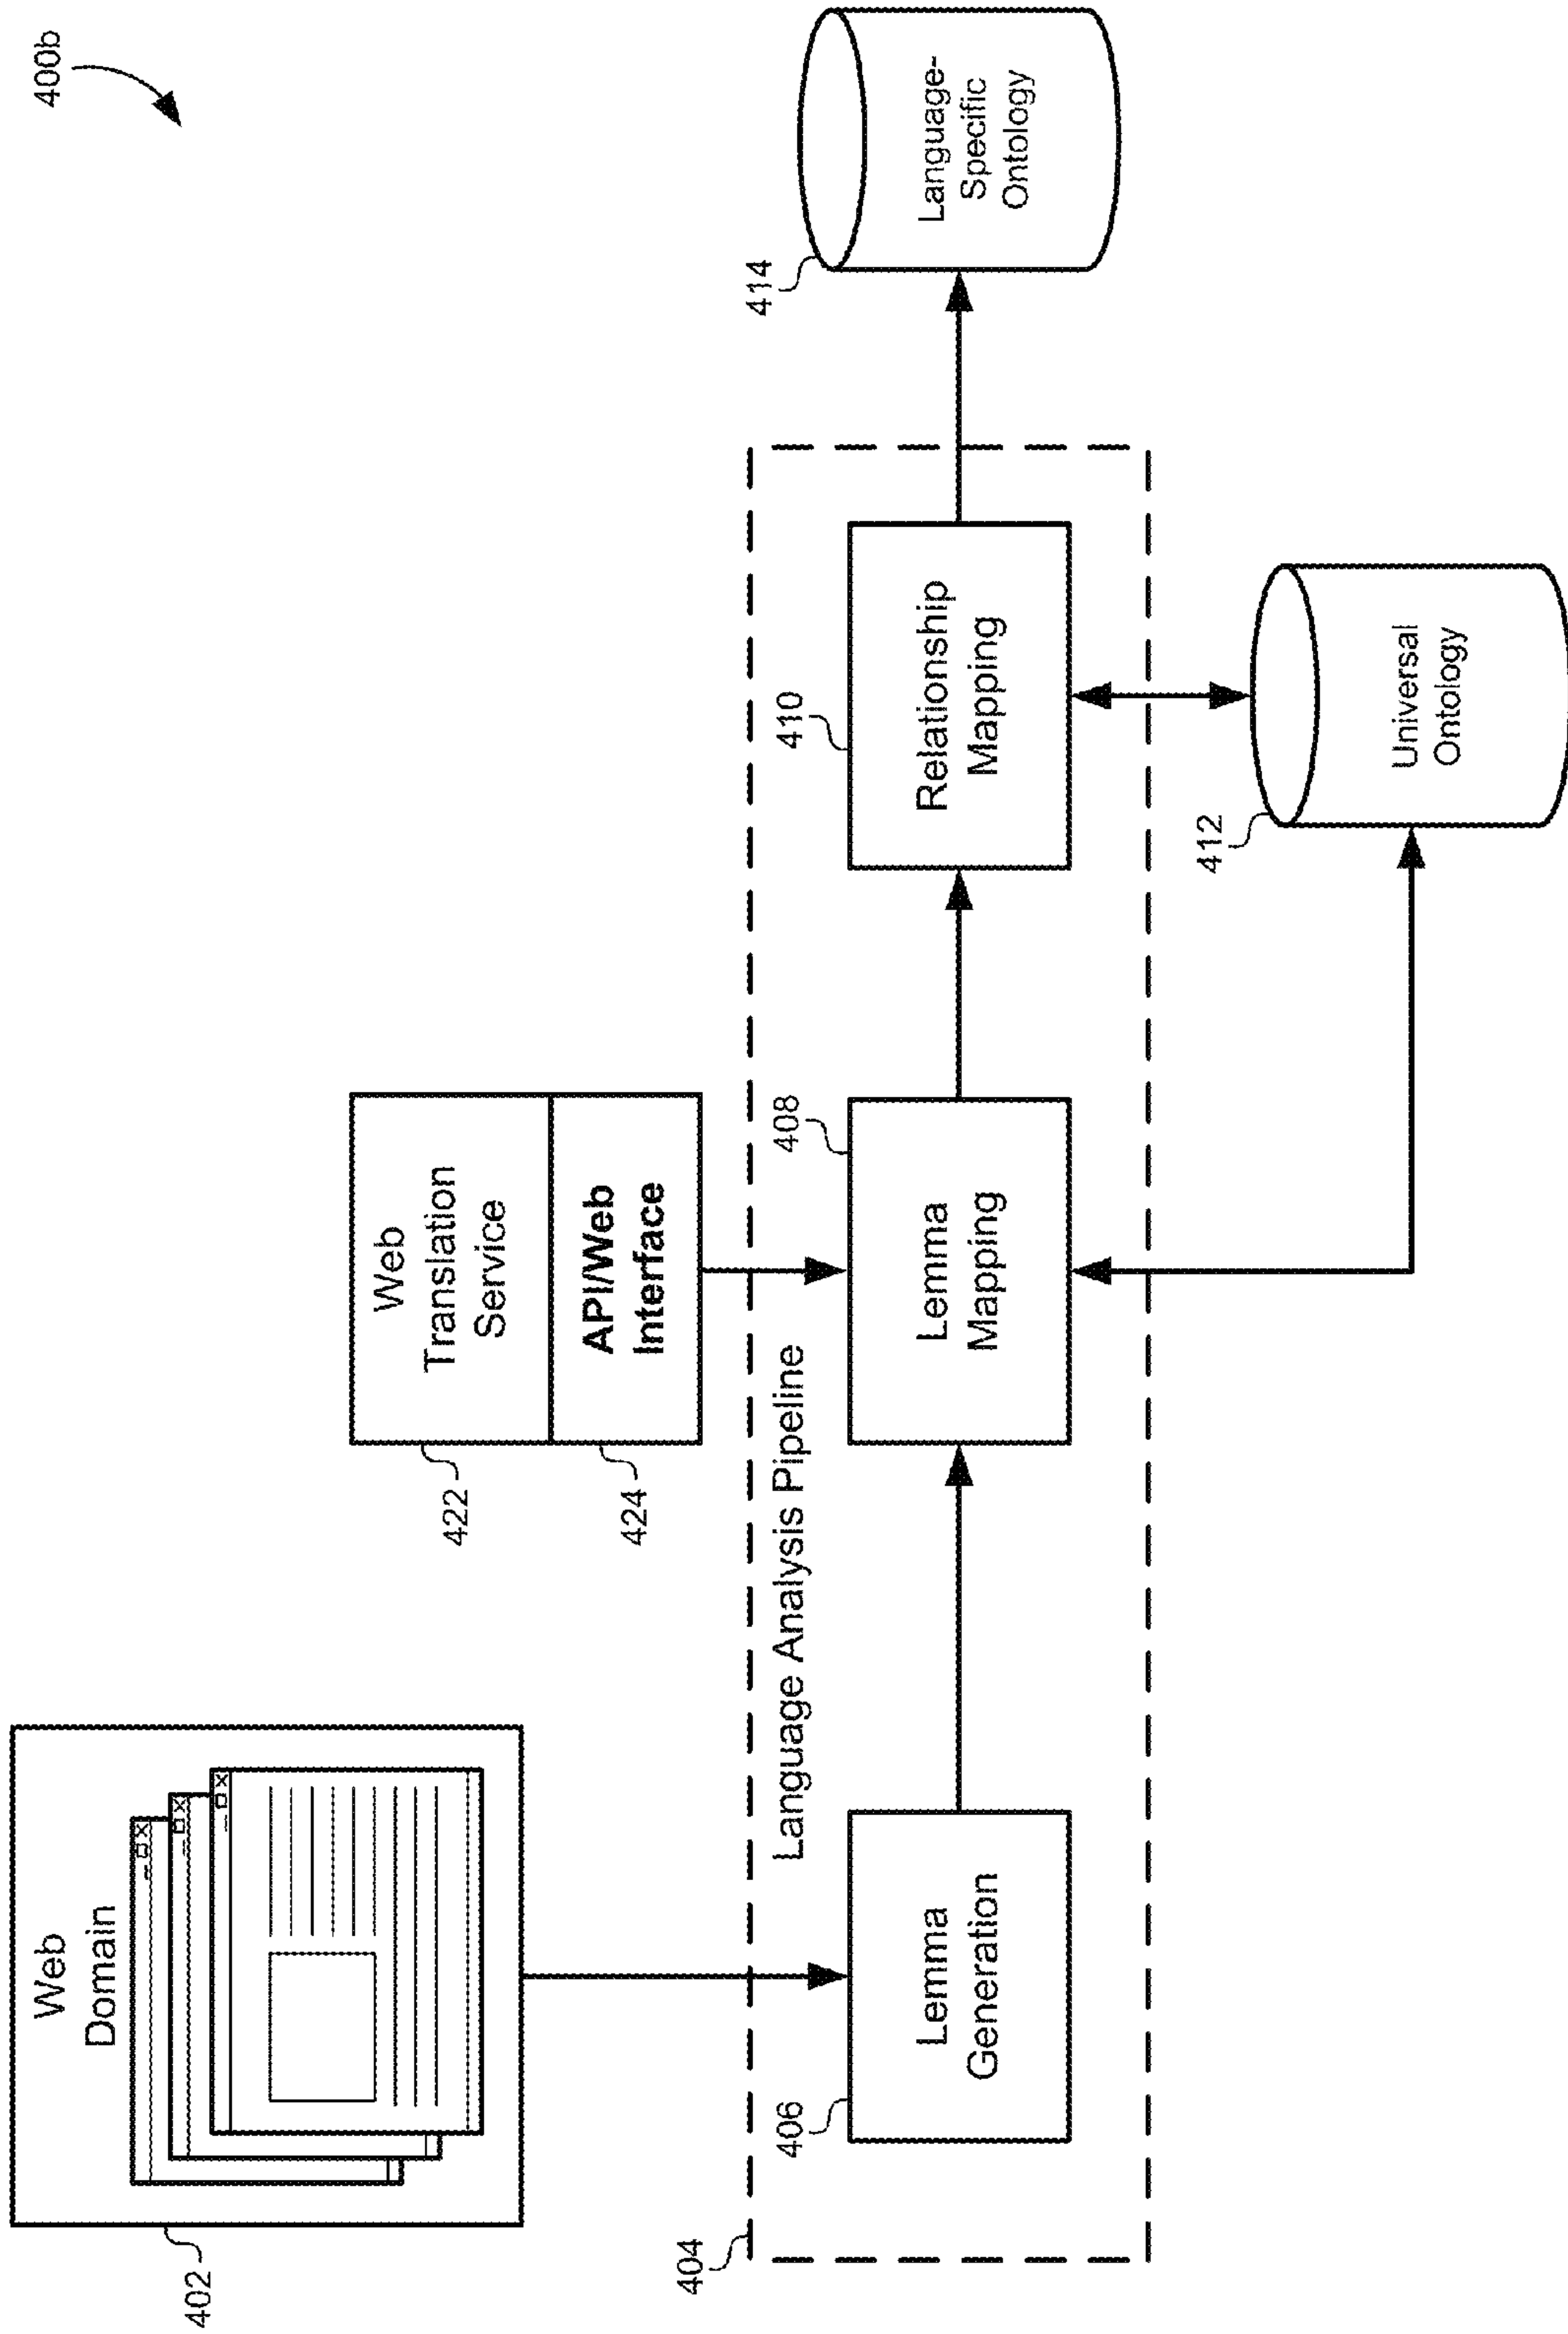 400b
Web
Domain
402
Web
Translation
Service
422
API/Web
Interface
424
404
Language Analysis Pipeline
406
Lemma
Generation
408
Lemma
Mapping
410
Relationship
Mapping
414
Language-
Specific
Ontology
412
Universal
Ontology